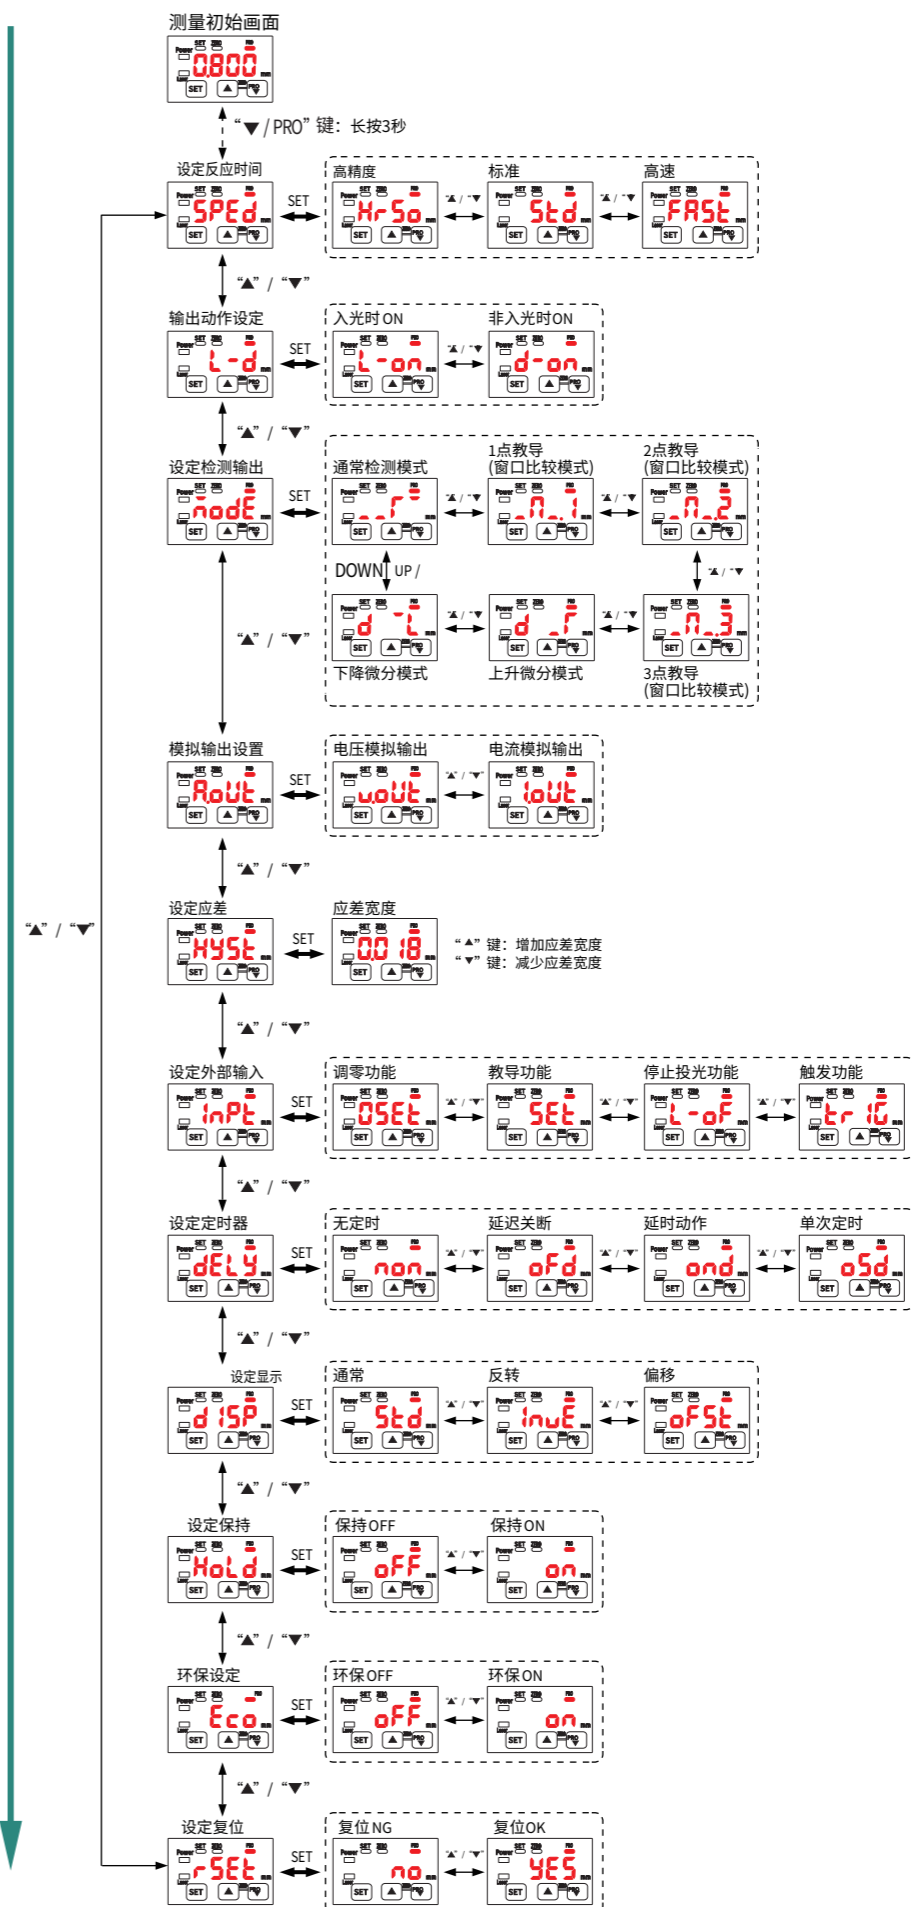 测量初始画面
0.800
“▼/PRO” 键：长按3秒
设定反应时间
SPEd
SET
高精度
HrSo
“▲ / “▼
标准
Std
“▲ / “▼
高速
FASt
“▲” / “▼”
输出动作设定
L-d
SET
入光时ON
L-on
“▲ / “▼
非入光时ON
d-on
“▲” / “▼”
设定检测输出
modE
SET
通常检测模式
“▲ / “▼
1点教导
(窗口比较模式)
“▲ / “▼
2点教导
(窗口比较模式)
DOWN UP /
“▲ / “▼
下降微分模式
“▲ / “▼
上升微分模式
“▲ / “▼
3点教导
(窗口比较模式)
“▲” / “▼”
模拟输出设置
A.oUt
SET
电压模拟输出
u.oUt
“▲” / “▼”
电流模拟输出
I.oUt
“▲” / “▼”
设定应差
HYSt
SET
应差宽度
0.018
“▲” 键：增加应差宽度
“▼” 键：减少应差宽度
“▲” / “▼”
“▲” / “▼”
设定外部输入
InPt
SET
调零功能
0SEt
“▲” / “▼”
教导功能
SEt
“▲” / “▼”
停止投光功能
L-oF
“▲” / “▼”
触发功能
trIG
“▲” / “▼”
设定定时器
dELY
SET
无定时
non
“▲” / “▼”
延迟关断
oFd
“▲” / “▼”
延时动作
ond
“▲” / “▼”
单次定时
oSd
“▲” / “▼”
设定显示
dISP
SET
通常
Std
“▲” / “▼”
反转
InvE
“▲” / “▼”
偏移
oFSt
“▲” / “▼”
设定保持
HoLd
SET
保持OFF
oFF
“▲” / “▼”
保持ON
on
“▲” / “▼”
环保设定
Eco
SET
环保OFF
oFF
“▲” / “▼”
环保ON
on
“▲” / “▼”
设定复位
rSEt
SET
复位NG
no
“▲” / “▼”
复位OK
YES